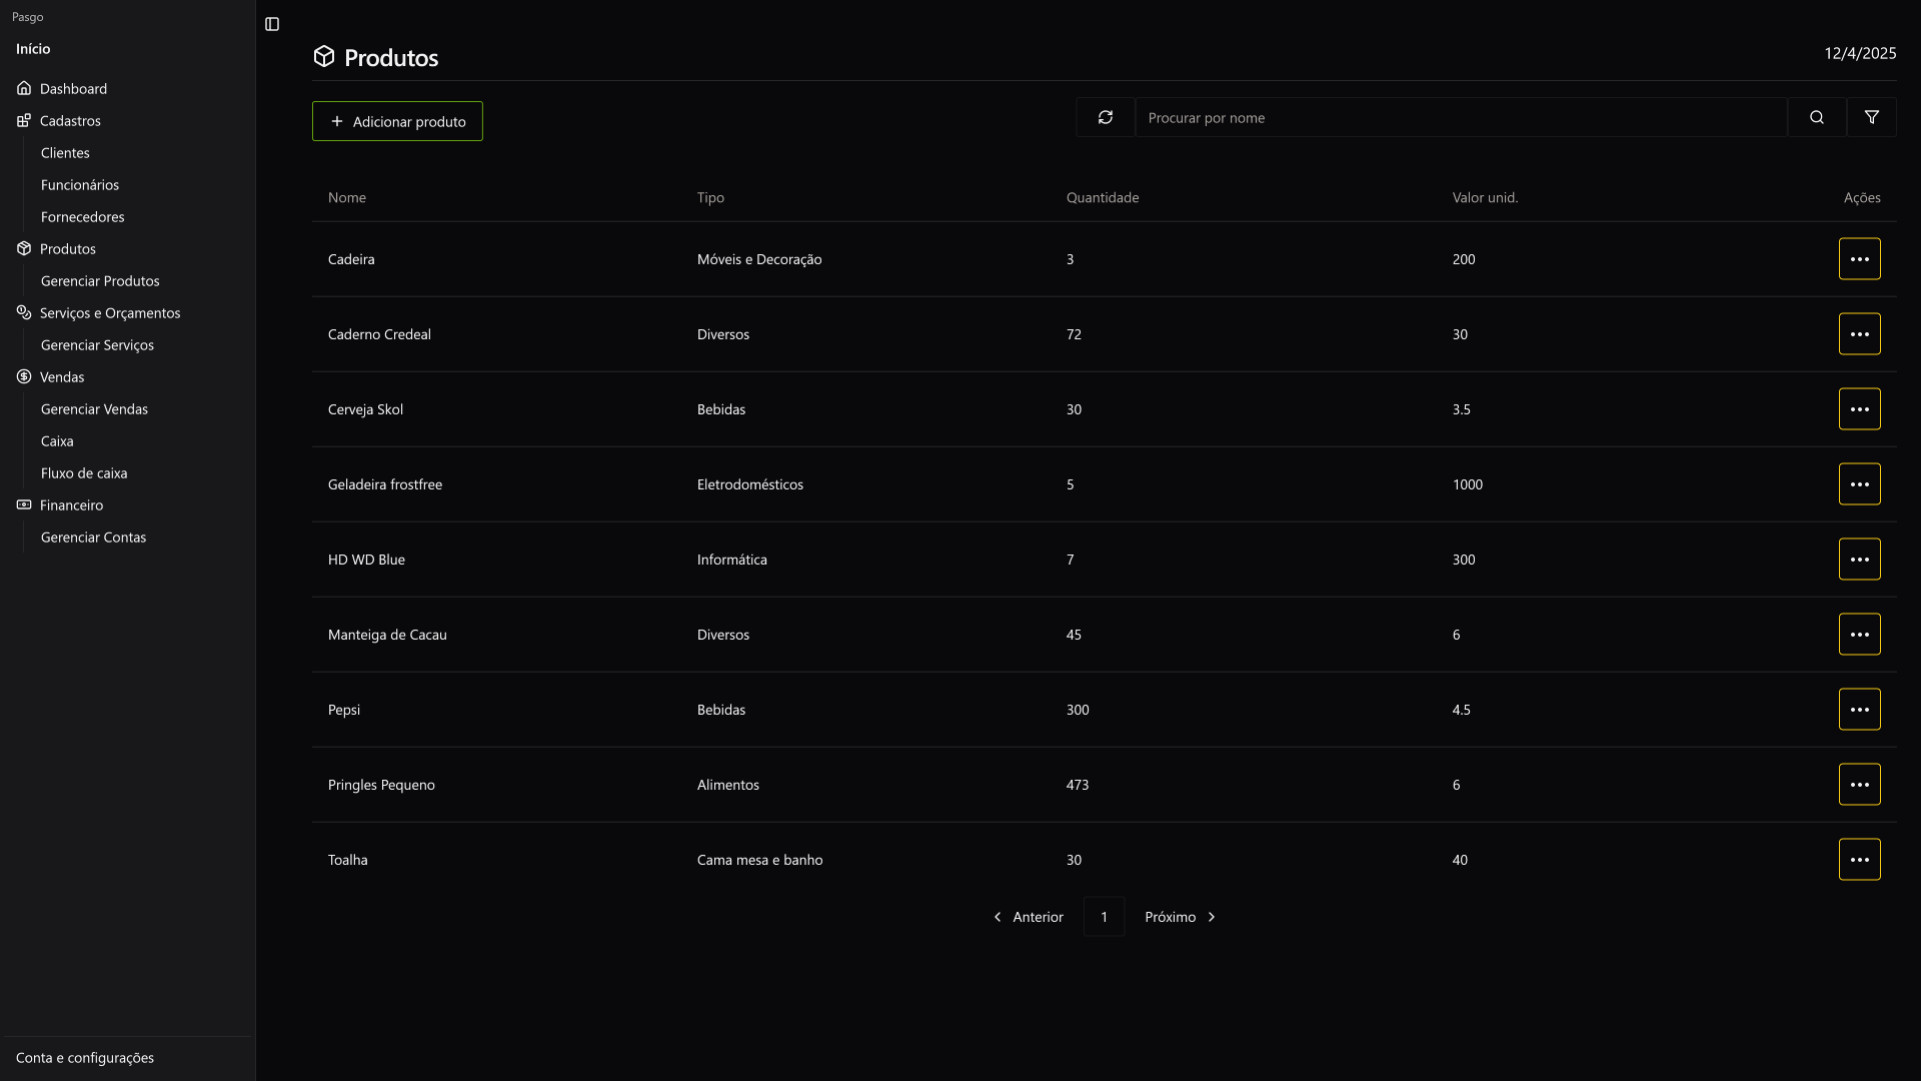 Pasgo
Início
Dashboard
Cadastros
Clientes
Funcionários
Fornecedores
Produtos
Gerenciar Produtos
Serviços e Orçamentos
Gerenciar Serviços
Vendas
Gerenciar Vendas
Caixa
Fluxo de caixa
Financeiro
Gerenciar Contas
Conta e configurações
Produtos
12/4/2025
Adicionar produto
Procurar por nome
Nome Tipo Quantidade Valor unid. Ações
Cadeira Móveis e Decoração 3 200
Caderno Credeal Diversos 72 30
Cerveja Skol Bebidas 30 3.5
Geladeira frostfree Eletrodomésticos 5 1000
HD WD Blue Informática 7 300
Manteiga de Cacau Diversos 45 6
Pepsi Bebidas 300 4.5
Pringles Pequeno Alimentos 473 6
Toalha Cama mesa e banho 30 40
Anterior 1 Próximo